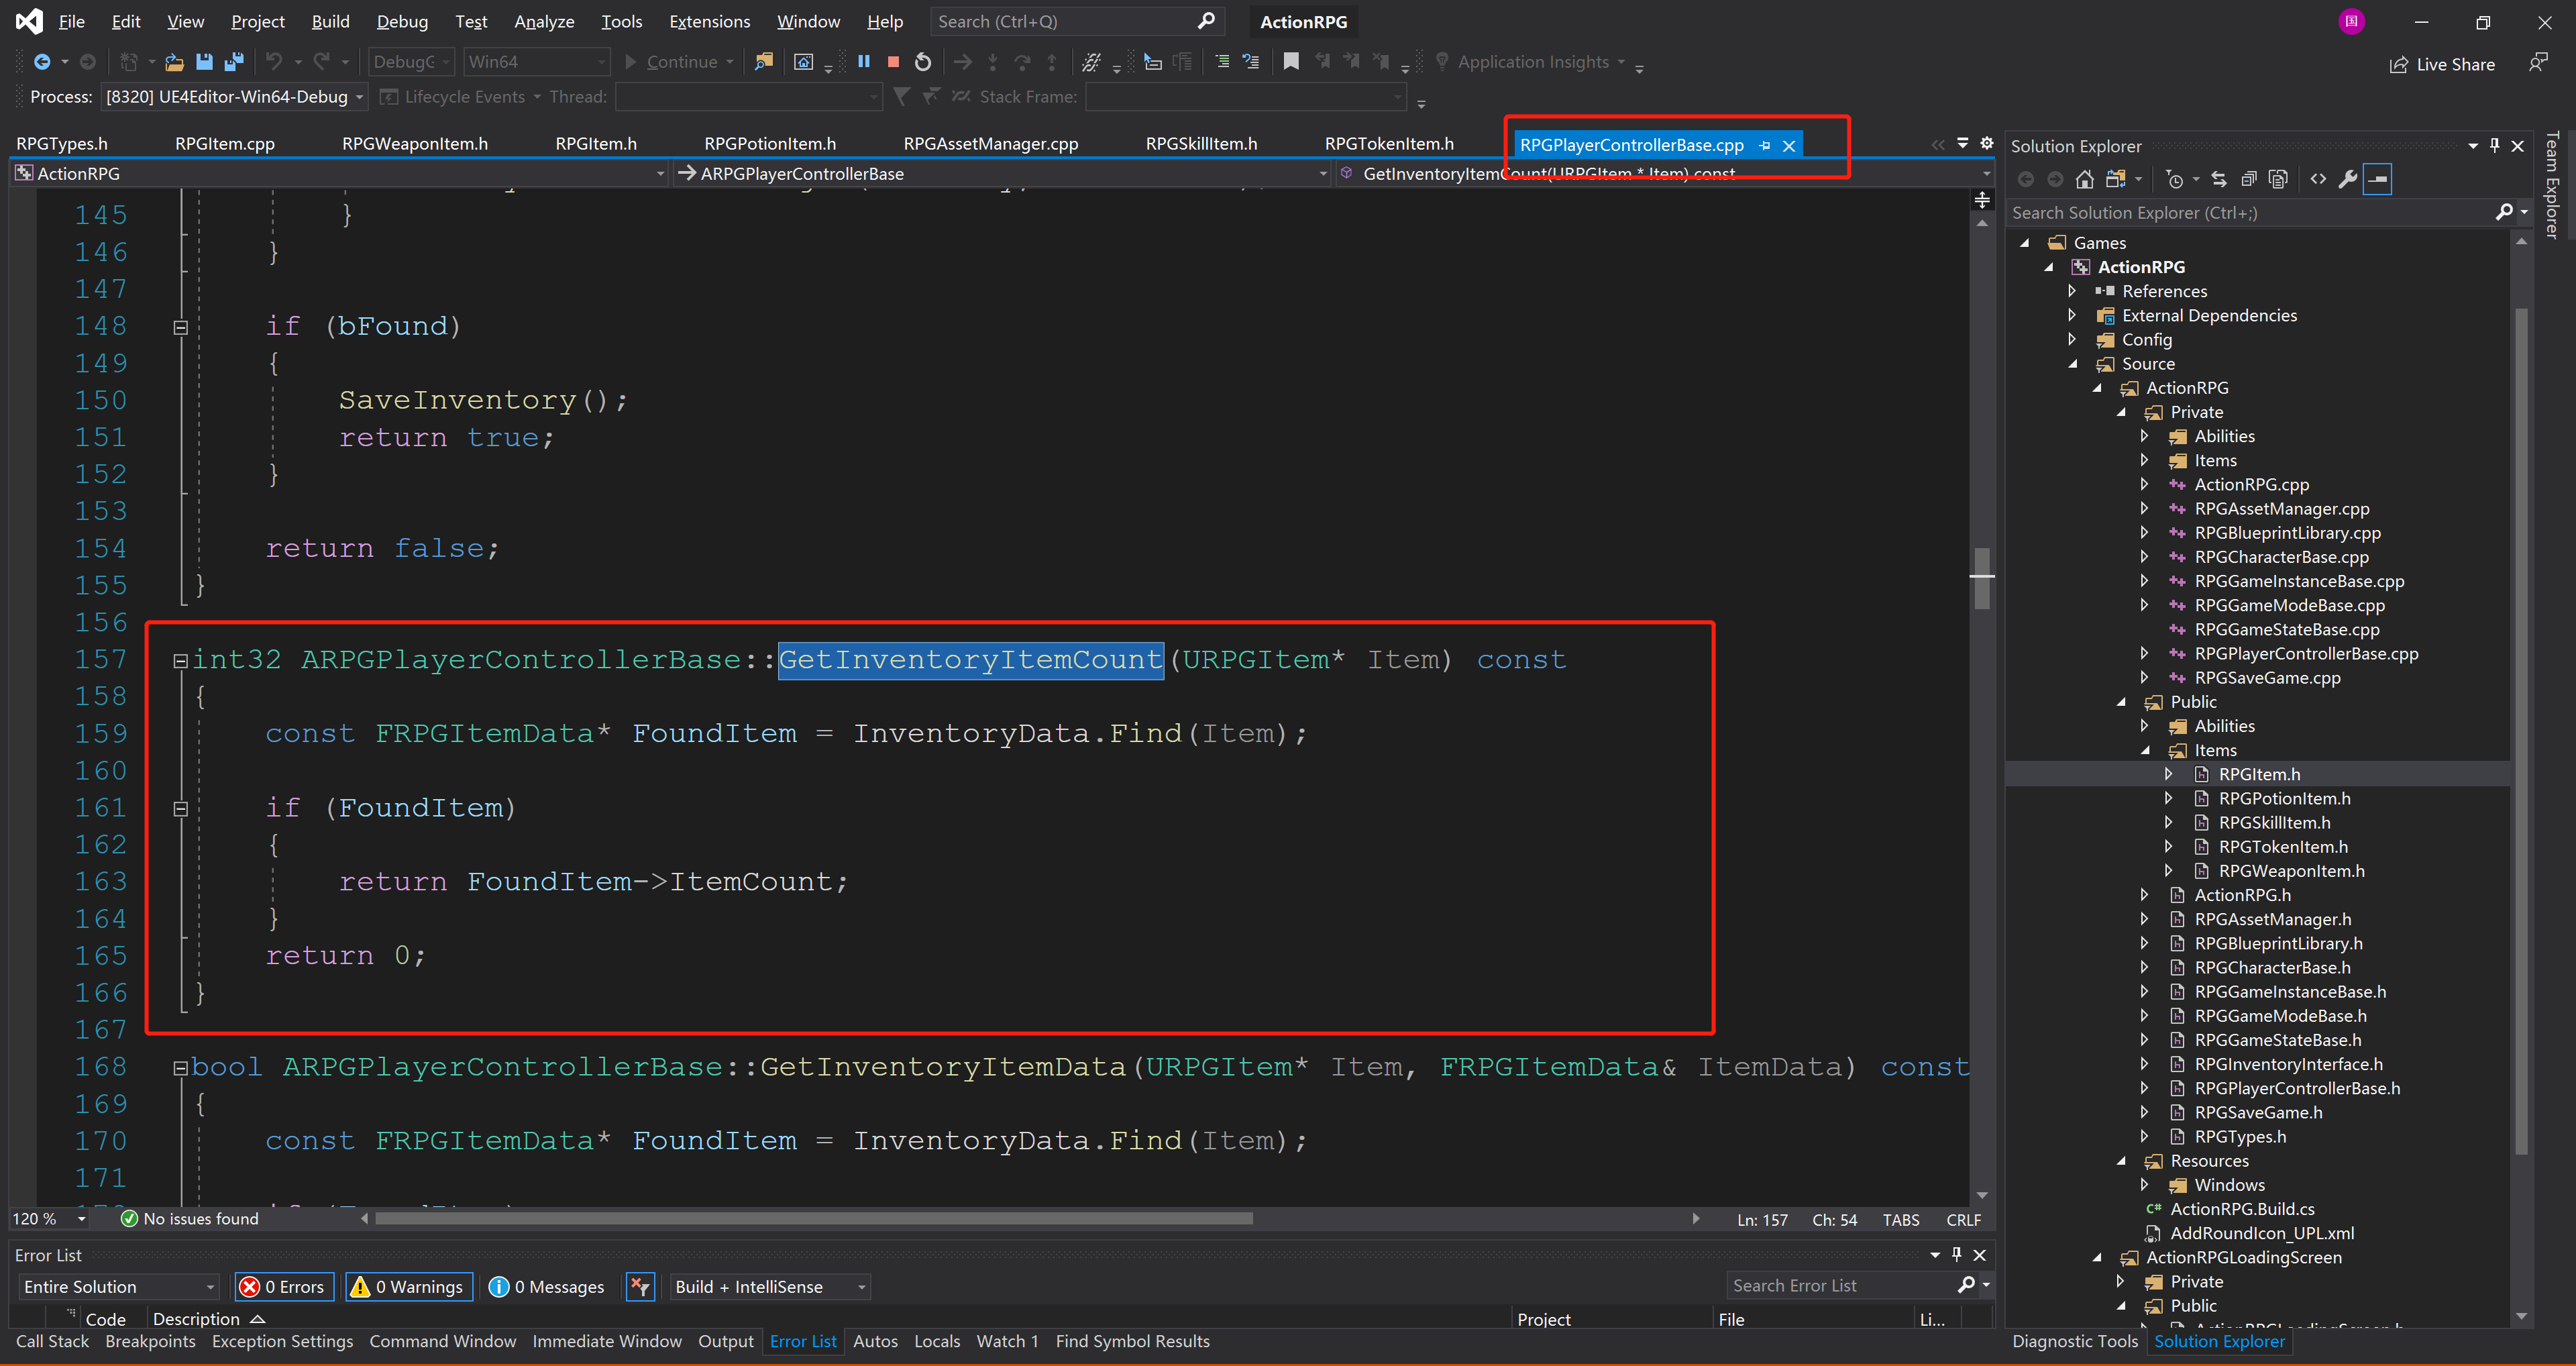 File Edit View Project Build Debug Test Analyze Tools Extensions Window Help Search (Ctrl+Q) ActionRPG 国
DebugG Win64 Continue Application Insights Live Share
Process: [8320] UE4Editor-Win64-Debug Lifecycle Events Thread: Stack Frame:
RPGTypes.h RPGItem.cpp RPGWeaponItem.h RPGItem.h RPGPotionItem.h RPGAssetManager.cpp RPGSkillItem.h RPGTokenItem.h RPGPlayerControllerBase.cpp
ActionRPG ARPGPlayerControllerBase GetInventoryItemCount(URPGItem * Item) const
145 }
146 }
147
148 if (bFound)
149 {
150 SaveInventory();
151 return true;
152 }
153
154 return false;
155 }
156
157 int32 ARPGPlayerControllerBase::GetInventoryItemCount(URPGItem* Item) const
158 {
159 const FRPGItemData* FoundItem = InventoryData.Find(Item);
160
161 if (FoundItem)
162 {
163 return FoundItem->ItemCount;
164 }
165 return 0;
166 }
167
168 bool ARPGPlayerControllerBase::GetInventoryItemData(URPGItem* Item, FRPGItemData& ItemData) const
169 {
170 const FRPGItemData* FoundItem = InventoryData.Find(Item);
171
120 % No issues found Ln: 157 Ch: 54 TABS CRLF
Error List
Entire Solution 0 Errors 0 Warnings 0 Messages Build + IntelliSense Search Error List
Code Description Project File Li...
Call Stack Breakpoints Exception Settings Command Window Immediate Window Output Error List Autos Locals Watch 1 Find Symbol Results
Solution Explorer
Search Solution Explorer (Ctrl+;)
Games
ActionRPG
References
External Dependencies
Config
Source
ActionRPG
Private
Abilities
Items
ActionRPG.cpp
RPGAssetManager.cpp
RPGBlueprintLibrary.cpp
RPGCharacterBase.cpp
RPGGameInstanceBase.cpp
RPGGameModeBase.cpp
RPGGameStateBase.cpp
RPGPlayerControllerBase.cpp
RPGSaveGame.cpp
Public
Abilities
Items
RPGItem.h
RPGPotionItem.h
RPGSkillItem.h
RPGTokenItem.h
RPGWeaponItem.h
ActionRPG.h
RPGAssetManager.h
RPGBlueprintLibrary.h
RPGCharacterBase.h
RPGGameInstanceBase.h
RPGGameModeBase.h
RPGGameStateBase.h
RPGInventoryInterface.h
RPGPlayerControllerBase.h
RPGSaveGame.h
RPGTypes.h
Resources
Windows
C# ActionRPG.Build.cs
AddRoundIcon_UPL.xml
ActionRPGLoadingScreen
Private
Public
Diagnostic Tools Solution Explorer
Team Explorer